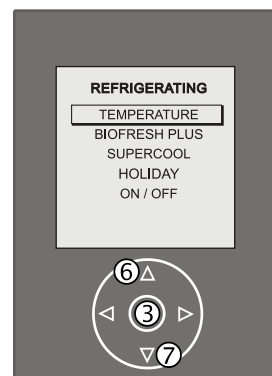 REFRIGERATING
TEMPERATURE
BIOFRESH PLUS
SUPERCOOL
HOLIDAY
ON / OFF
6
3
7